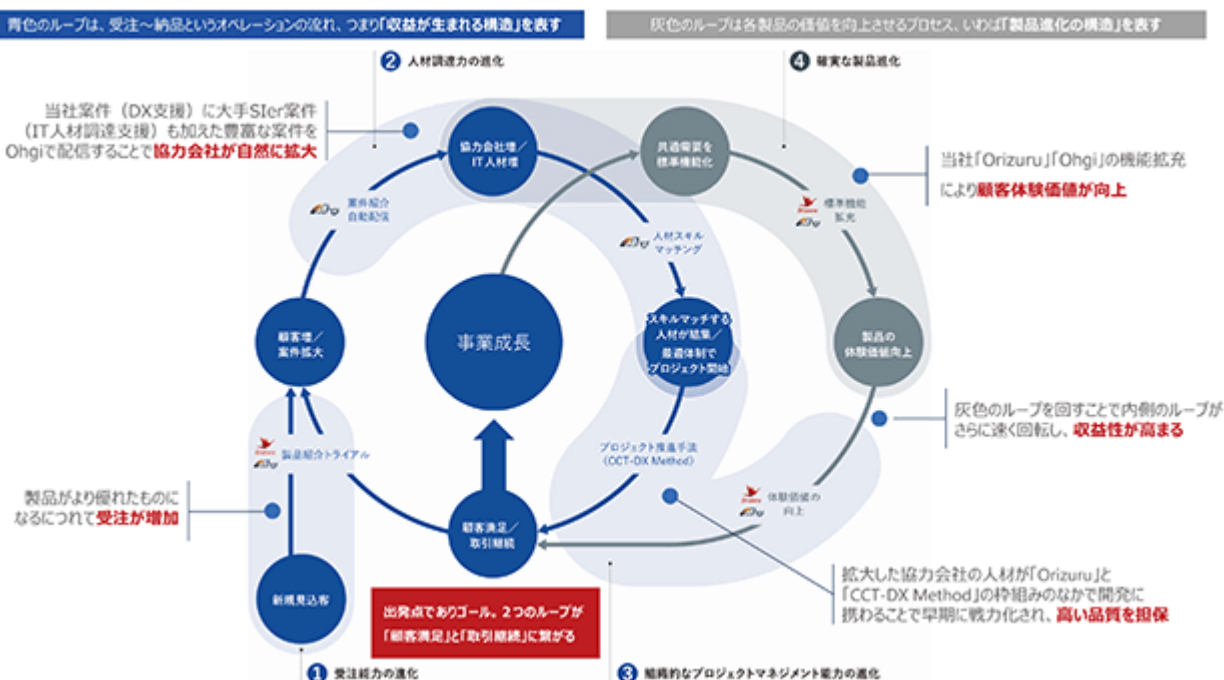 青色のループは、受注～納品というオペレーションの流れ、つまり「収益が生まれる構造」を表す
灰色のループは各製品の価値を向上させるプロセス、いわば「製品進化の構造」を表す
2 人材調達力の進化
4 確実な製品進化
当社案件（DX支援）に大手SIer案件
（IT人材調達支援）も加えた豊富な案件を
Ohgiで配信することで協力会社が自然に拡大
協力会社増／
IT人材増
共通需要を
標準機能化
当社「Orizuru」「Ohgi」の機能拡充
により顧客体験価値が向上
案件紹介
自動配信
標準機能
拡充
人材スキル
マッチング
顧客増／
案件拡大
事業成長
スキルマッチする
人材が結集／
最適体制で
プロジェクト開始
製品の
体験価値向上
灰色のループを回すことで内側のループが
さらに速く回転し、収益性が高まる
製品紹介トライアル
プロジェクト推進手法
（CCT-DX Method）
体験価値の
向上
製品がより優れたものに
なるにつれて受注が増加
顧客満足／
取引継続
新規見込客
出発点でありゴール。2つのループが
「顧客満足」と「取引継続」に繋がる
拡大した協力会社の人材が「Orizuru」と
「CCT-DX Method」の枠組みのなかで開発に
携わることで早期に戦力化され、高い品質を担保
1 受注能力の進化
3 組織的なプロジェクトマネジメント能力の進化